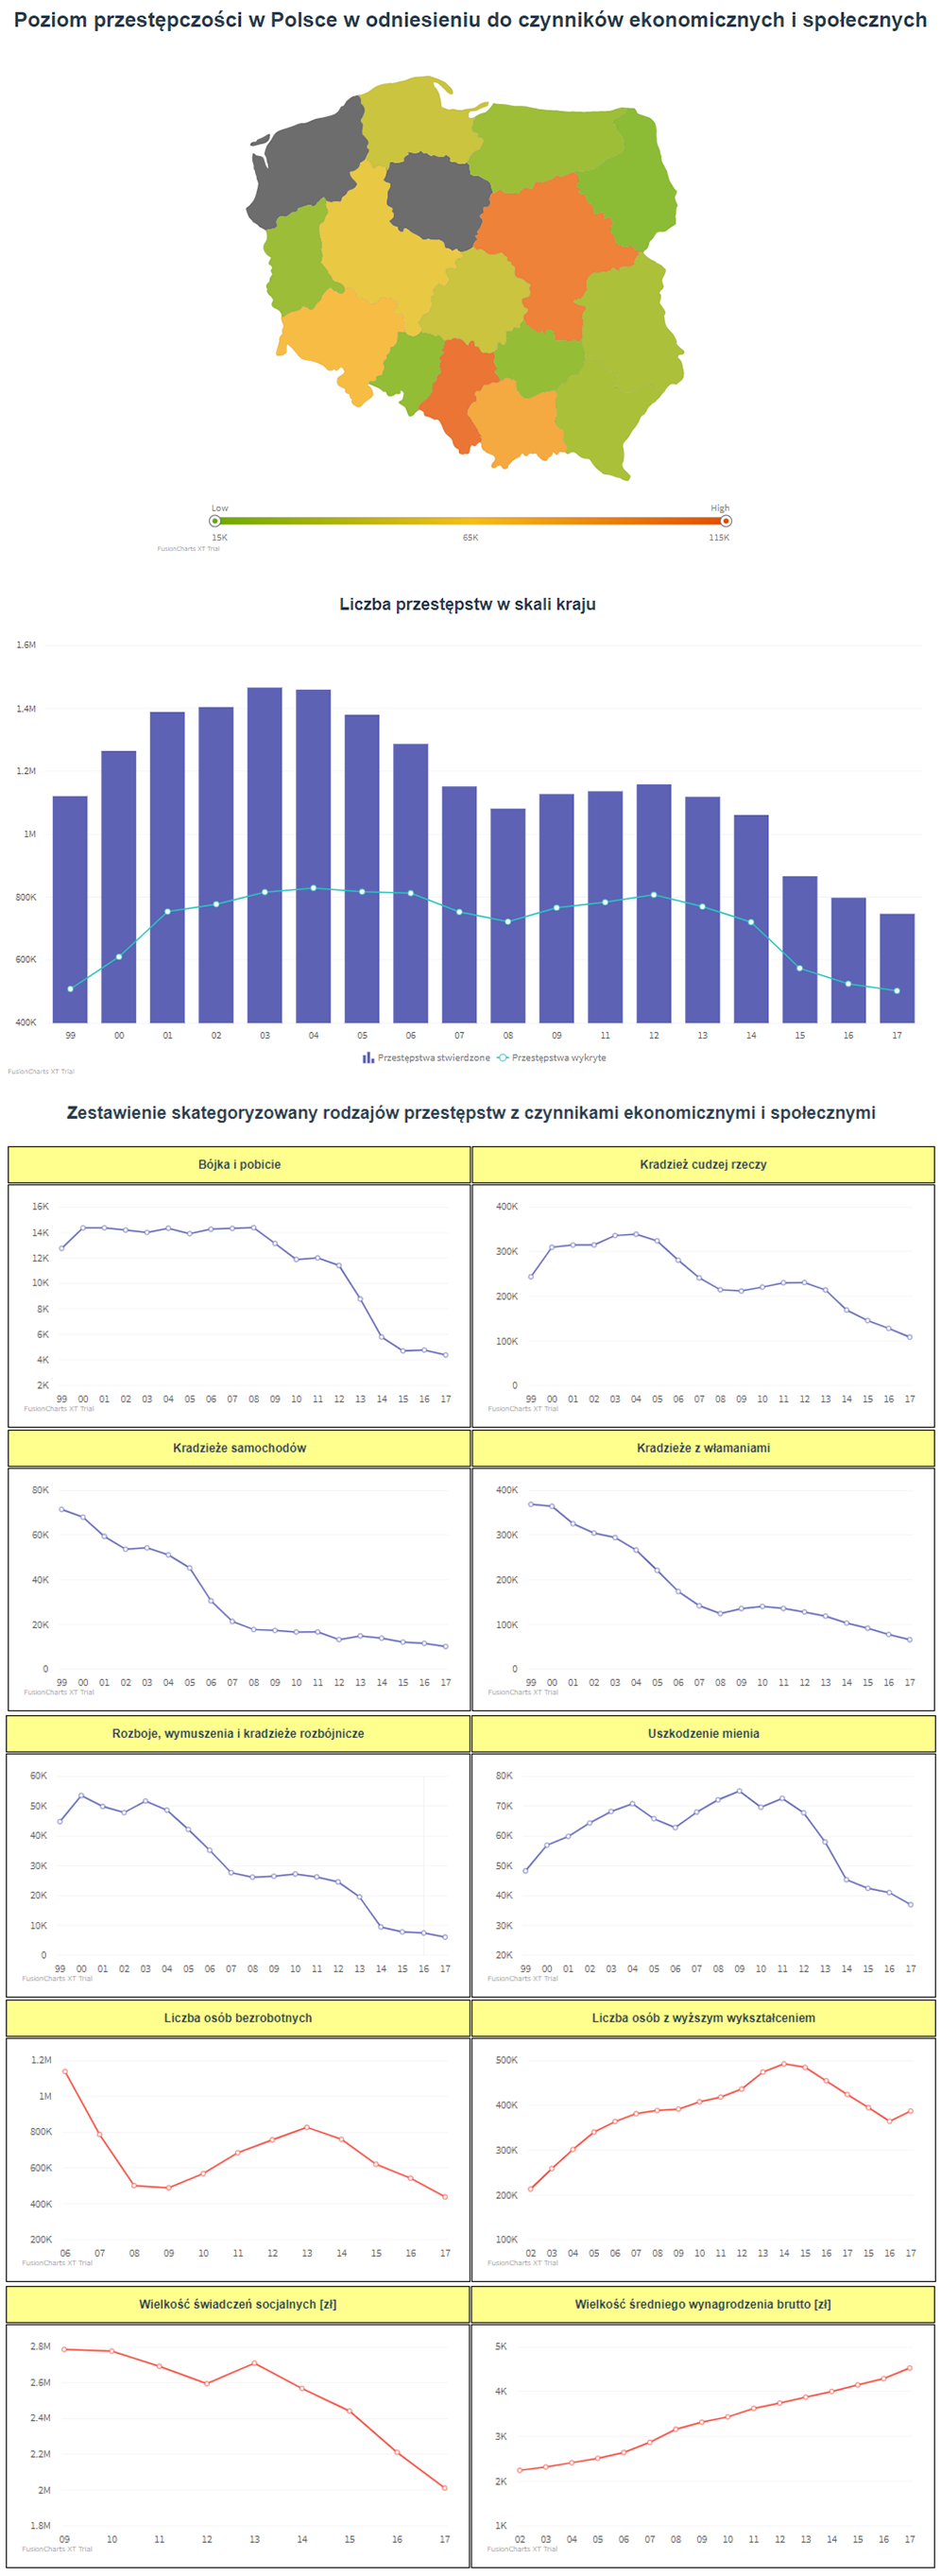 Poziom przestępczości w Polsce w odniesieniu do czynników ekonomicznych i społecznych
Low High
15K 65K 115K
FusionCharts XT Trial
Liczba przestępstw w skali kraju
1.6M
1.4M
1.2M
1M
800K
600K
400K
99 00 01 02 03 04 05 06 07 08 09 11 12 13 14 15 16 17
Przestępstwa stwierdzone Przestępstwa wykryte
FusionCharts XT Trial
Zestawienie skategoryzowany rodzajów przestępstw z czynnikami ekonomicznymi i społecznymi
Bójka i pobicie
16K
14K
12K
10K
8K
6K
4K
2K
99 00 01 02 03 04 05 06 07 08 09 10 11 12 13 14 15 16 17
FusionCharts XT Trial
Kradzież cudzej rzeczy
400K
300K
200K
100K
0
99 00 01 02 03 04 05 06 07 08 09 10 11 12 13 14 15 16 17
FusionCharts XT Trial
Kradzieże samochodów
80K
60K
40K
20K
0
99 00 01 02 03 04 05 06 07 08 09 10 11 12 13 14 15 16 17
FusionCharts XT Trial
Kradzieże z włamaniami
400K
300K
200K
100K
0
99 00 01 02 03 04 05 06 07 08 09 10 11 12 13 14 15 16 17
FusionCharts XT Trial
Rozboje, wymuszenia i kradzieże rozbójnicze
60K
50K
40K
30K
20K
10K
0
99 00 01 02 03 04 05 06 07 08 09 10 11 12 13 14 15 16 17
FusionCharts XT Trial
Uszkodzenie mienia
80K
70K
60K
50K
40K
30K
20K
99 00 01 02 03 04 05 06 07 08 09 10 11 12 13 14 15 16 17
FusionCharts XT Trial
Liczba osób bezrobotnych
1.2M
1M
800K
600K
400K
200K
06 07 08 09 10 11 12 13 14 15 16 17
FusionCharts XT Trial
Liczba osób z wyższym wykształceniem
500K
400K
300K
200K
100K
02 03 04 05 06 07 08 09 10 11 12 13 14 15 16 17 15 16 17
FusionCharts XT Trial
Wielkość świadczeń socjalnych [zł]
2.8M
2.6M
2.4M
2.2M
2M
1.8M
09 10 11 12 13 14 15 16 17
FusionCharts XT Trial
Wielkość średniego wynagrodzenia brutto [zł]
5K
4K
3K
2K
1K
02 03 04 05 06 07 08 09 10 11 12 13 14 15 16 17
FusionCharts XT Trial